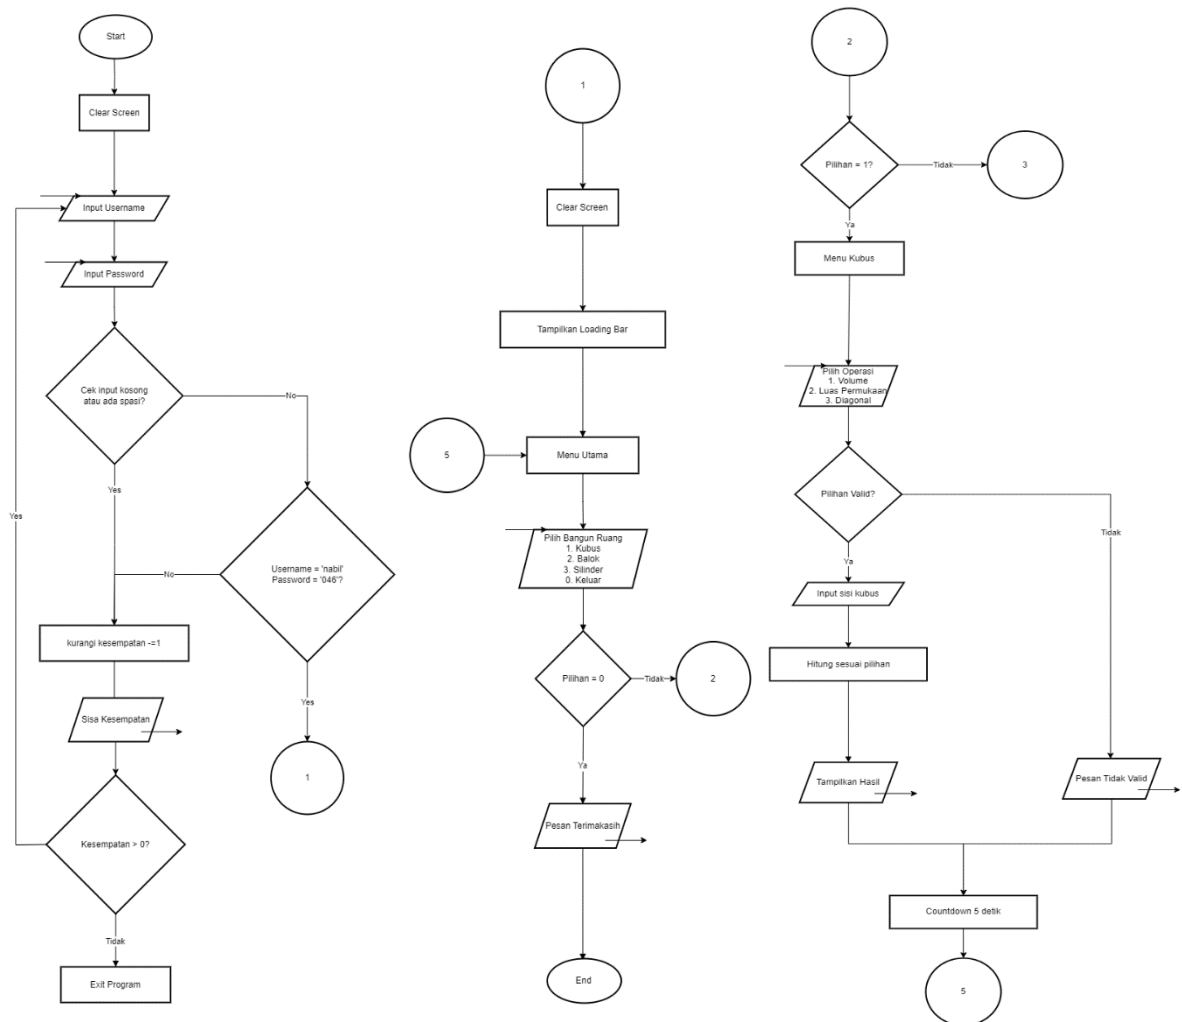 Start
Clear Screen
Input Username
Input Password
Cek input kosong
atau ada spasi?
No
Yes
Yes
Username = 'nabil'
Password = '046'?
No
kurangi kesempatan -=1
Sisa Kesempatan
Yes
1
Kesempatan > 0?
Tidak
Exit Program
1
Clear Screen
Tampilkan Loading Bar
5
Menu Utama
Pilih Bangun Ruang
1. Kubus
2. Balok
3. Silinder
0. Keluar
Pilihan = 0
Tidak
2
Ya
Pesan Terimakasih
End
2
Pilihan = 1?
Tidak
3
Ya
Menu Kubus
Pilih Operasi
1. Volume
2. Luas Permukaan
3. Diagonal
Pilihan Valid?
Tidak
Ya
Input sisi kubus
Hitung sesuai pilihan
Tampilkan Hasil
Pesan Tidak Valid
Countdown 5 detik
5